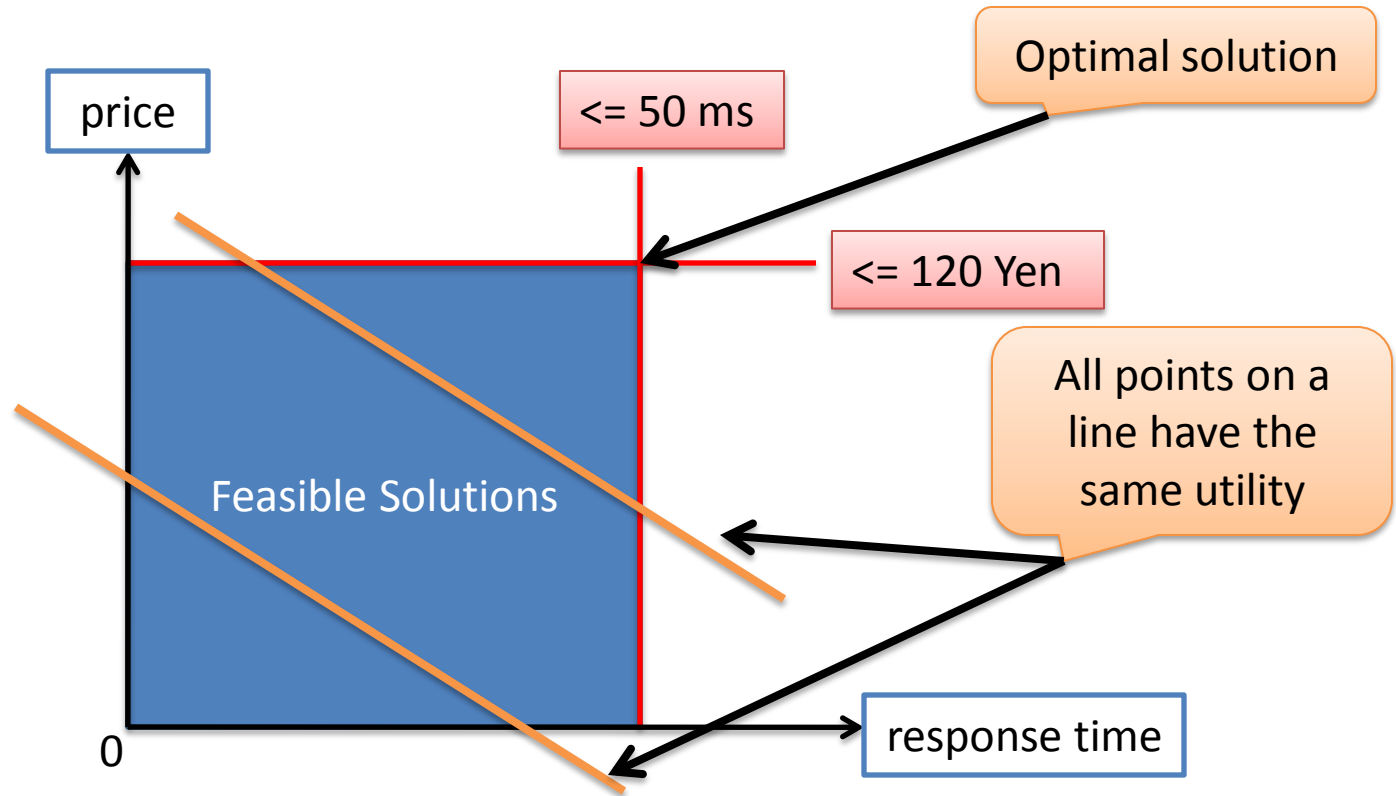 Optimal solution
price
<= 50 ms
<= 120 Yen
All points on a
line have the
same utility
Feasible Solutions
0
response time